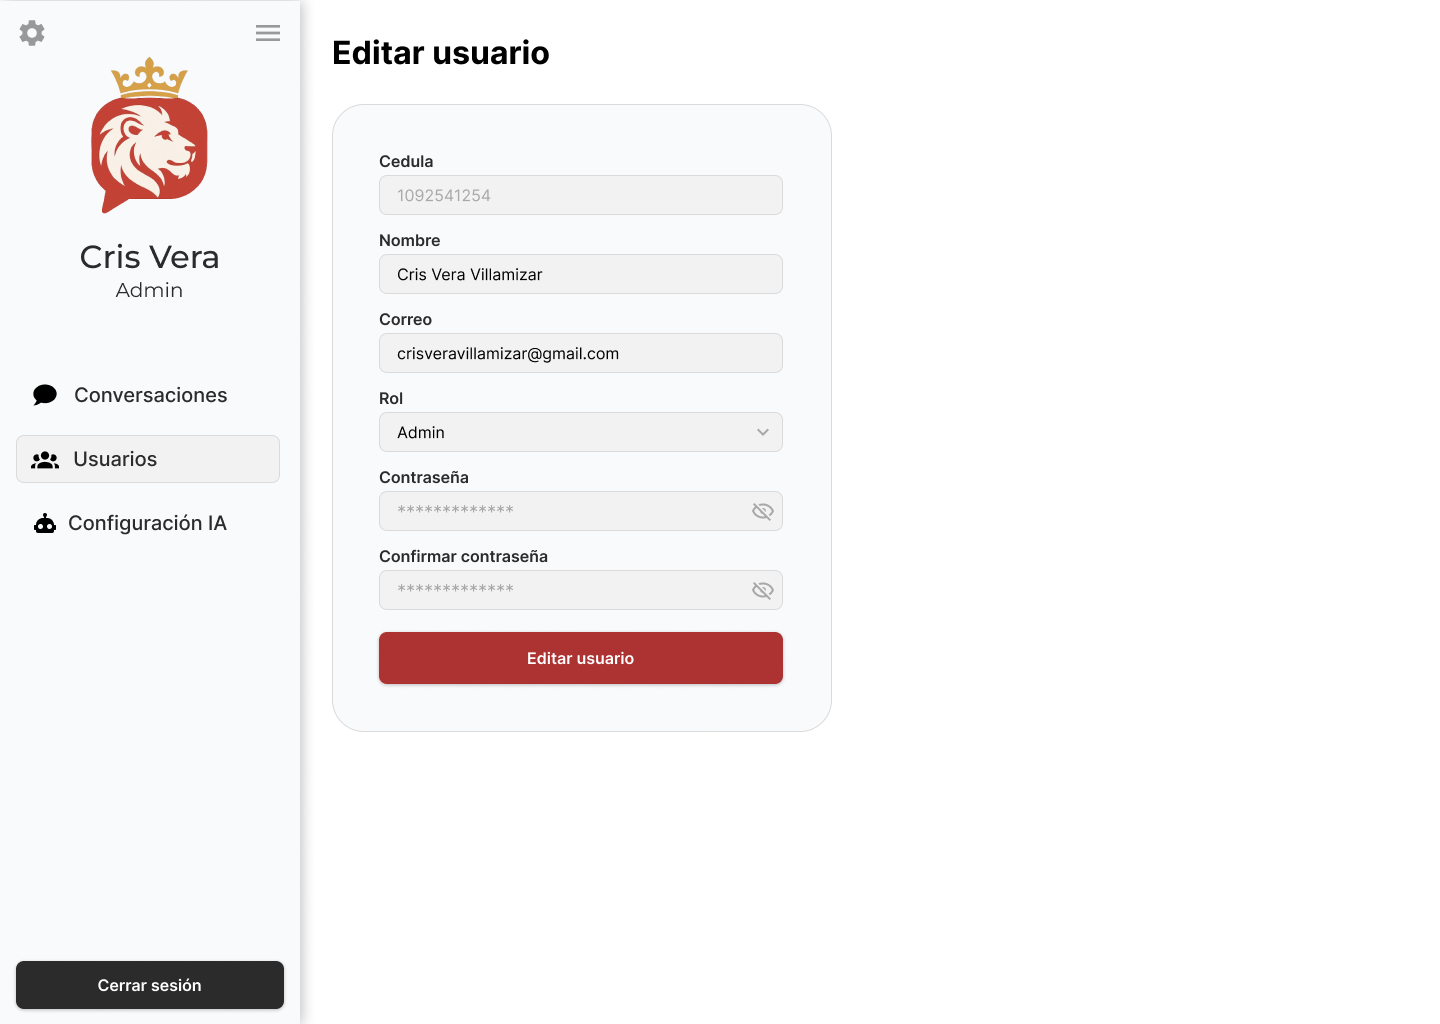 Cris Vera
Admin
Conversaciones
Usuarios
Configuración IA
Cerrar sesión
Editar usuario
Cedula
1092541254
Nombre
Cris Vera Villamizar
Correo
crisveravillamizar@gmail.com
Rol
Admin
Contraseña
*************
Confirmar contraseña
*************
Editar usuario